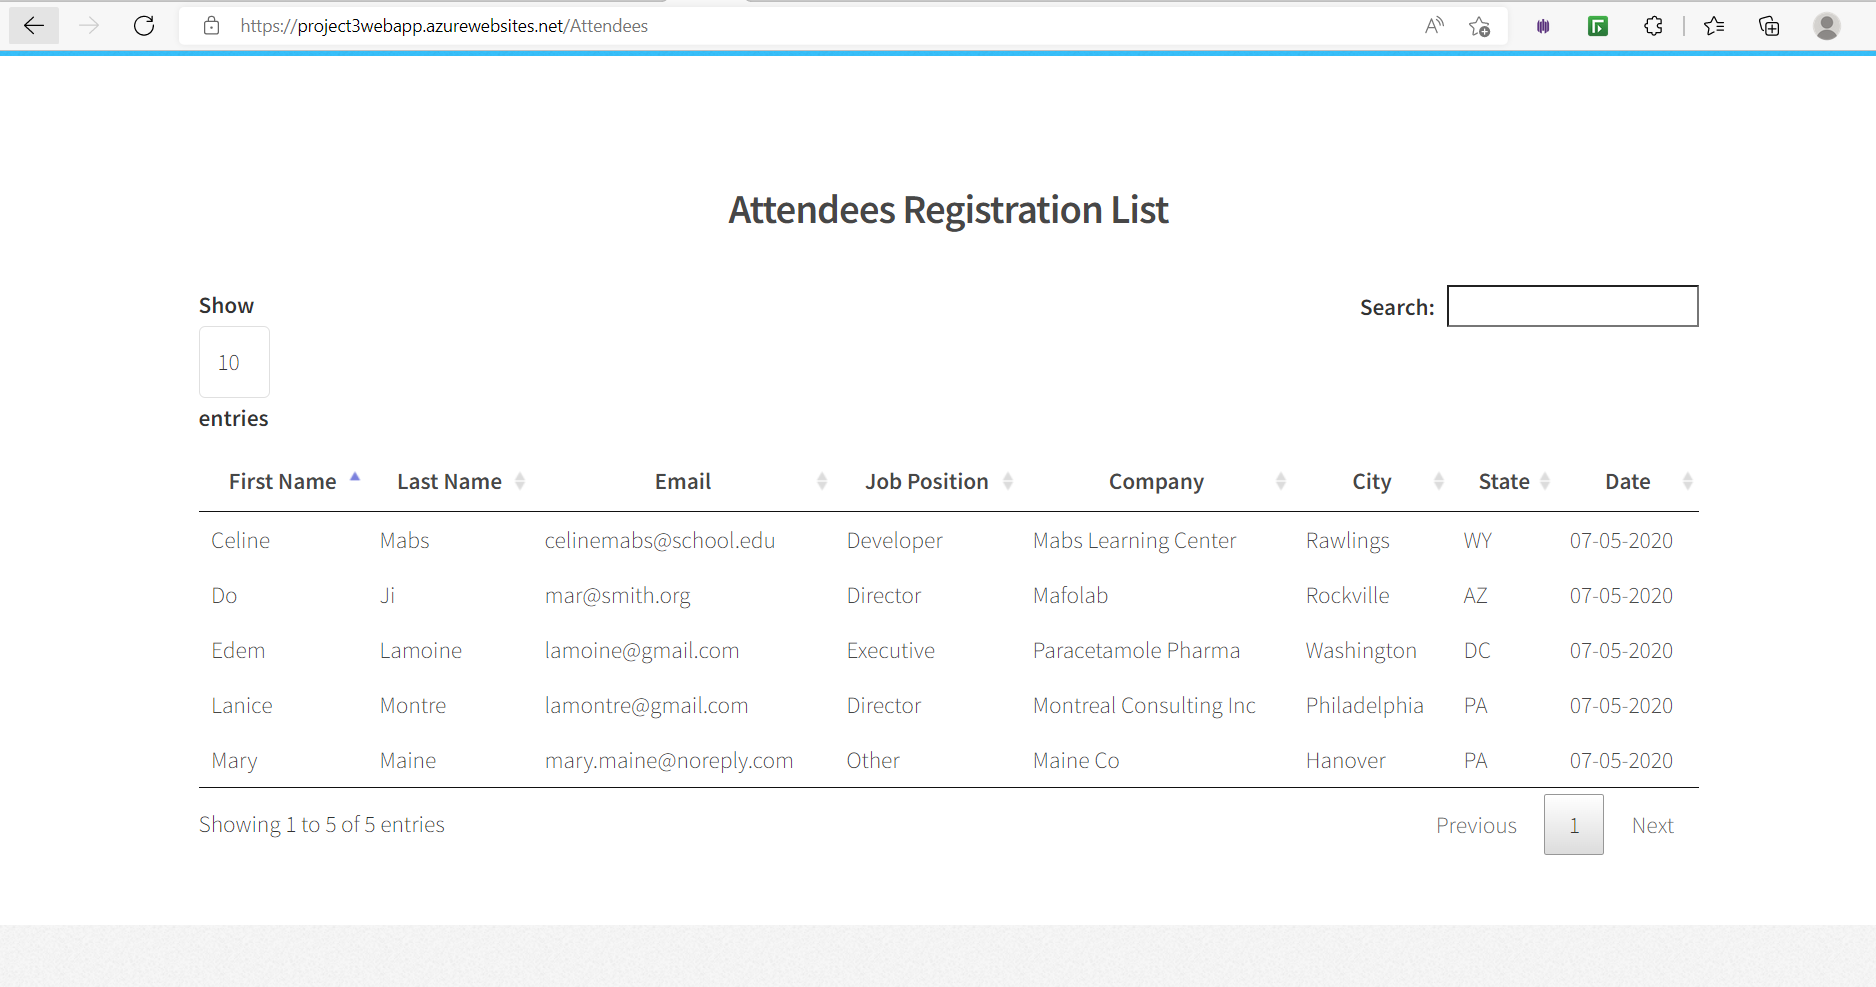 https://project3webapp.azurewebsites.net/Attendees
Attendees Registration List
Show
10
entries
Search:
First Name Last Name Email Job Position Company City State Date
Celine Mabs celinemabs@school.edu Developer Mabs Learning Center Rawlings WY 07-05-2020
Do Ji mar@smith.org Director Mafolab Rockville AZ 07-05-2020
Edem Lamoine lamoine@gmail.com Executive Paracetamole Pharma Washington DC 07-05-2020
Lanice Montre lamontre@gmail.com Director Montreal Consulting Inc Philadelphia PA 07-05-2020
Mary Maine mary.maine@noreply.com Other Maine Co Hanover PA 07-05-2020
Showing 1 to 5 of 5 entries
Previous 1 Next